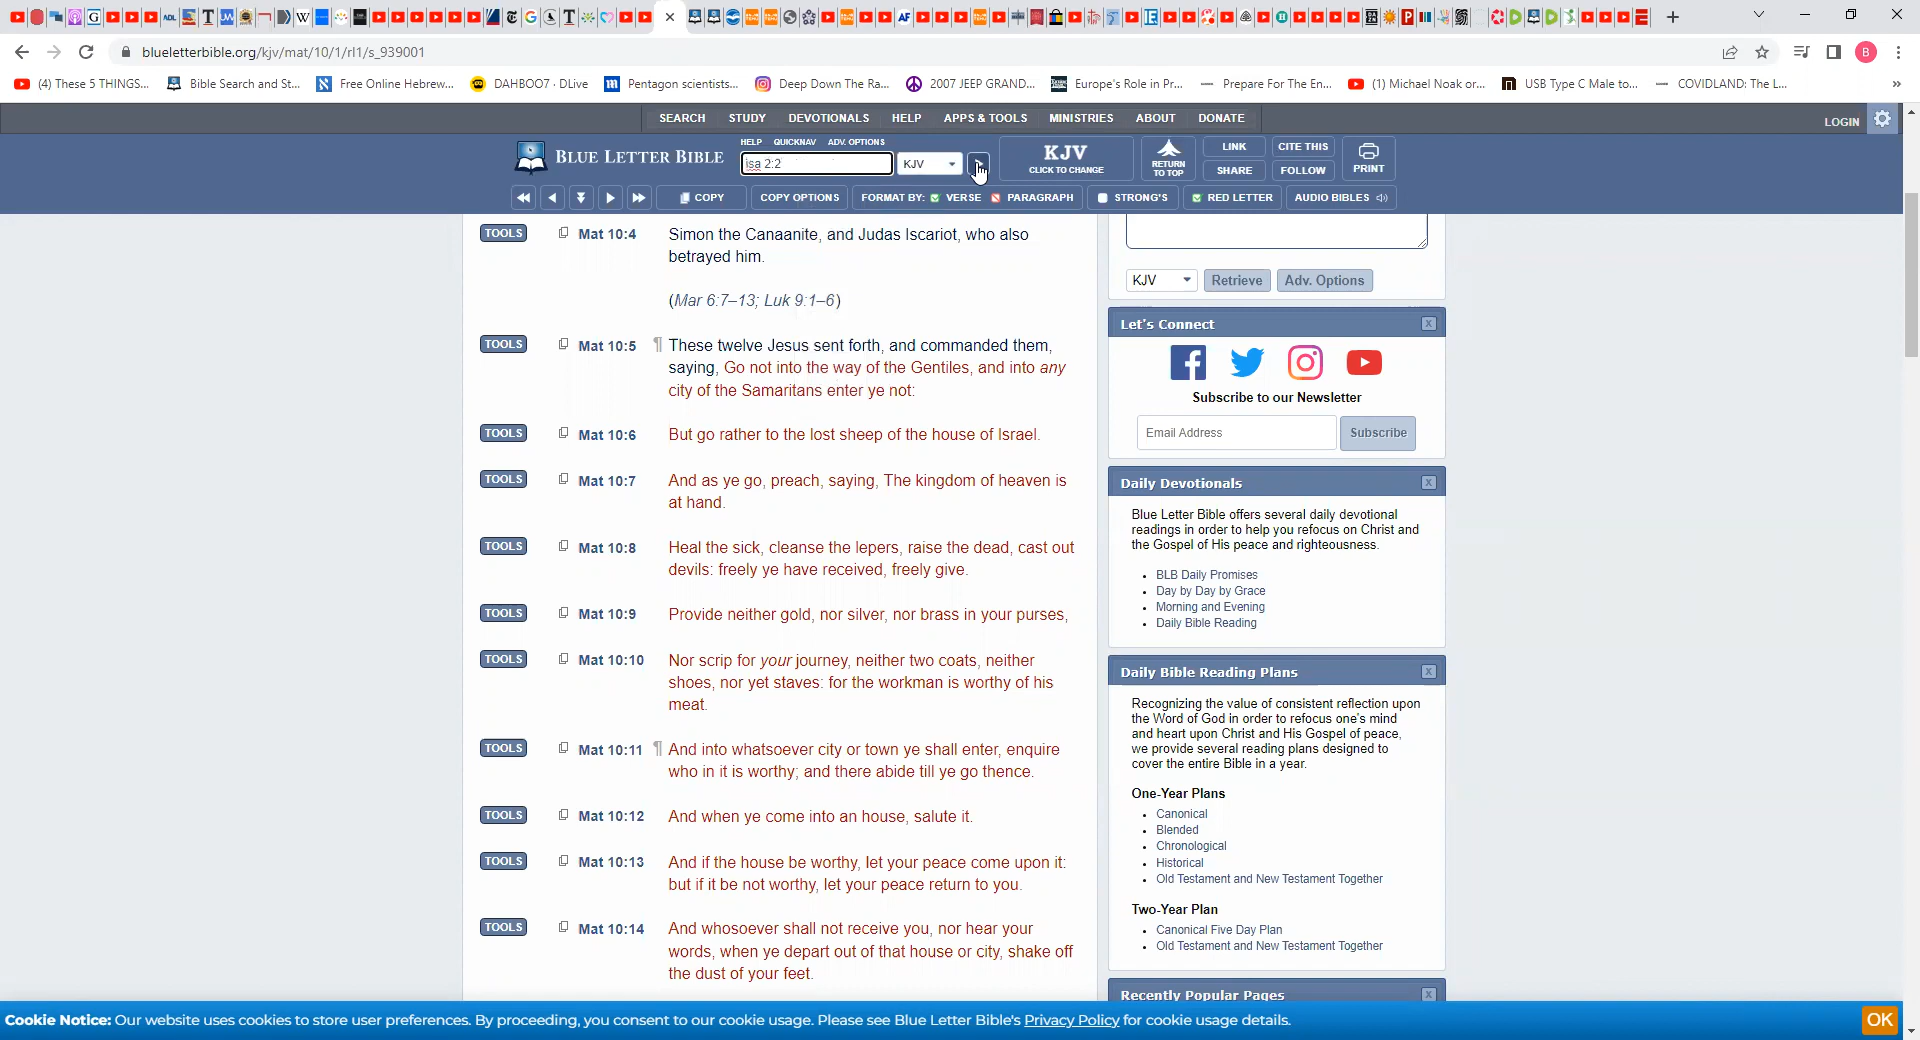 blueletterbible.org/kjv/mat/10/1/rl1/s_939001
B
(4) These 5 THINGS...
Bible Search and St...
Free Online Hebrew...
DAHBOO7 · DLive
Pentagon scientists...
Deep Down The Ra...
2007 JEEP GRAND...
Europe's Role in Pr...
Prepare For The En...
(1) Michael Noak or...
USB Type C Male to...
COVIDLAND: The L...
»
SEARCH STUDY DEVOTIONALS HELP APPS & TOOLS MINISTRIES ABOUT DONATE
LOGIN
BLUE LETTER BIBLE
HELP QUICKNAV ADV. OPTIONS
isa 2:2
KJV
KJV
CLICK TO CHANGE
RETURN
TO TOP
LINK
CITE THIS
SHARE
FOLLOW
PRINT
COPY
COPY OPTIONS
FORMAT BY: VERSE PARAGRAPH
STRONG'S
RED LETTER
AUDIO BIBLES
TOOLS Mat 10:4 Simon the Canaanite, and Judas Iscariot, who also
betrayed him.
(Mar 6:7–13; Luk 9:1–6)
TOOLS Mat 10:5 ¶ These twelve Jesus sent forth, and commanded them,
saying, Go not into the way of the Gentiles, and into any
city of the Samaritans enter ye not:
TOOLS Mat 10:6 But go rather to the lost sheep of the house of Israel.
TOOLS Mat 10:7 And as ye go, preach, saying, The kingdom of heaven is
at hand.
TOOLS Mat 10:8 Heal the sick, cleanse the lepers, raise the dead, cast out
devils: freely ye have received, freely give.
TOOLS Mat 10:9 Provide neither gold, nor silver, nor brass in your purses,
TOOLS Mat 10:10 Nor scrip for your journey, neither two coats, neither
shoes, nor yet staves: for the workman is worthy of his
meat.
TOOLS Mat 10:11 ¶ And into whatsoever city or town ye shall enter, enquire
who in it is worthy; and there abide till ye go thence.
TOOLS Mat 10:12 And when ye come into an house, salute it.
TOOLS Mat 10:13 And if the house be worthy, let your peace come upon it:
but if it be not worthy, let your peace return to you.
TOOLS Mat 10:14 And whosoever shall not receive you, nor hear your
words, when ye depart out of that house or city, shake off
the dust of your feet.
KJV Retrieve Adv. Options
Let's Connect X
Subscribe to our Newsletter
Email Address Subscribe
Daily Devotionals X
Blue Letter Bible offers several daily devotional
readings in order to help you refocus on Christ and
the Gospel of His peace and righteousness.
• BLB Daily Promises
• Day by Day by Grace
• Morning and Evening
• Daily Bible Reading
Daily Bible Reading Plans X
Recognizing the value of consistent reflection upon
the Word of God in order to refocus one's mind
and heart upon Christ and His Gospel of peace,
we provide several reading plans designed to
cover the entire Bible in a year.
One-Year Plans
• Canonical
• Blended
• Chronological
• Historical
• Old Testament and New Testament Together
Two-Year Plan
• Canonical Five Day Plan
• Old Testament and New Testament Together
Recently Popular Pages X
Cookie Notice: Our website uses cookies to store user preferences. By proceeding, you consent to our cookie usage. Please see Blue Letter Bible's Privacy Policy for cookie usage details.
OK